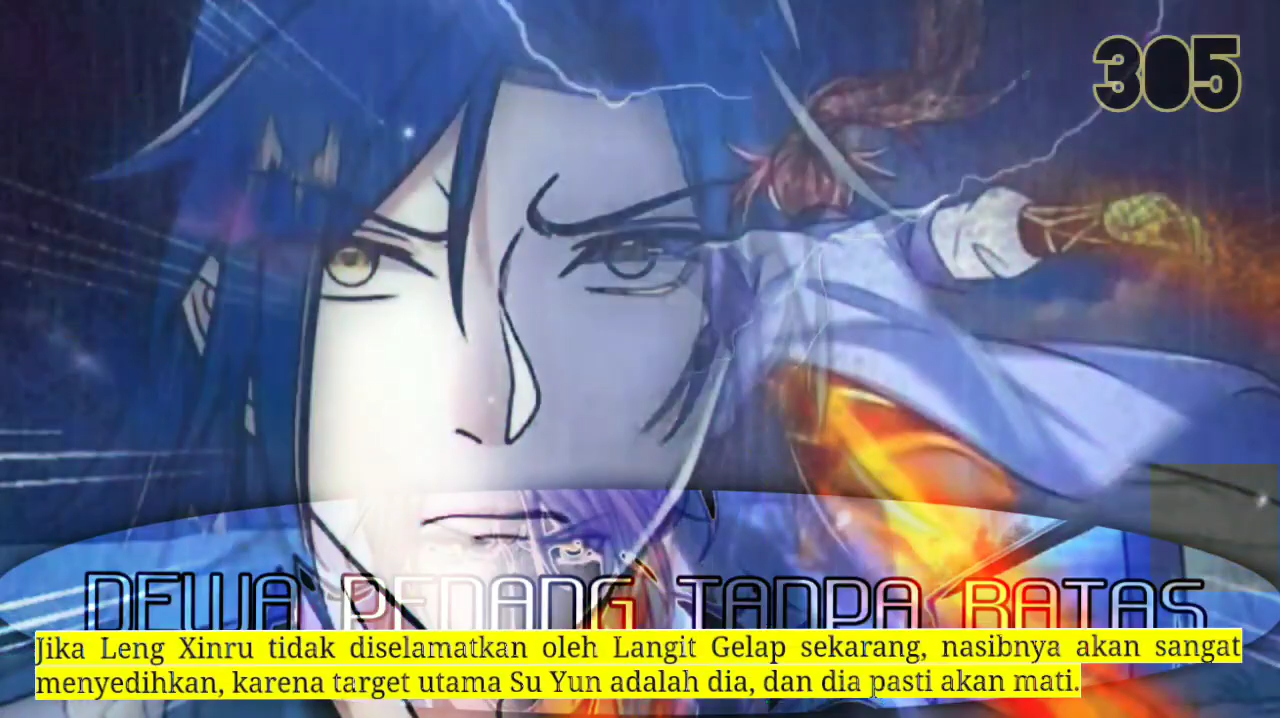 305
DEWA PEDANG TANPA BATAS
Jika Leng Xinru tidak diselamatkan oleh Langit Gelap sekarang, nasibnya akan sangat
menyedihkan, karena target utama Su Yun adalah dia, dan dia pasti akan mati.